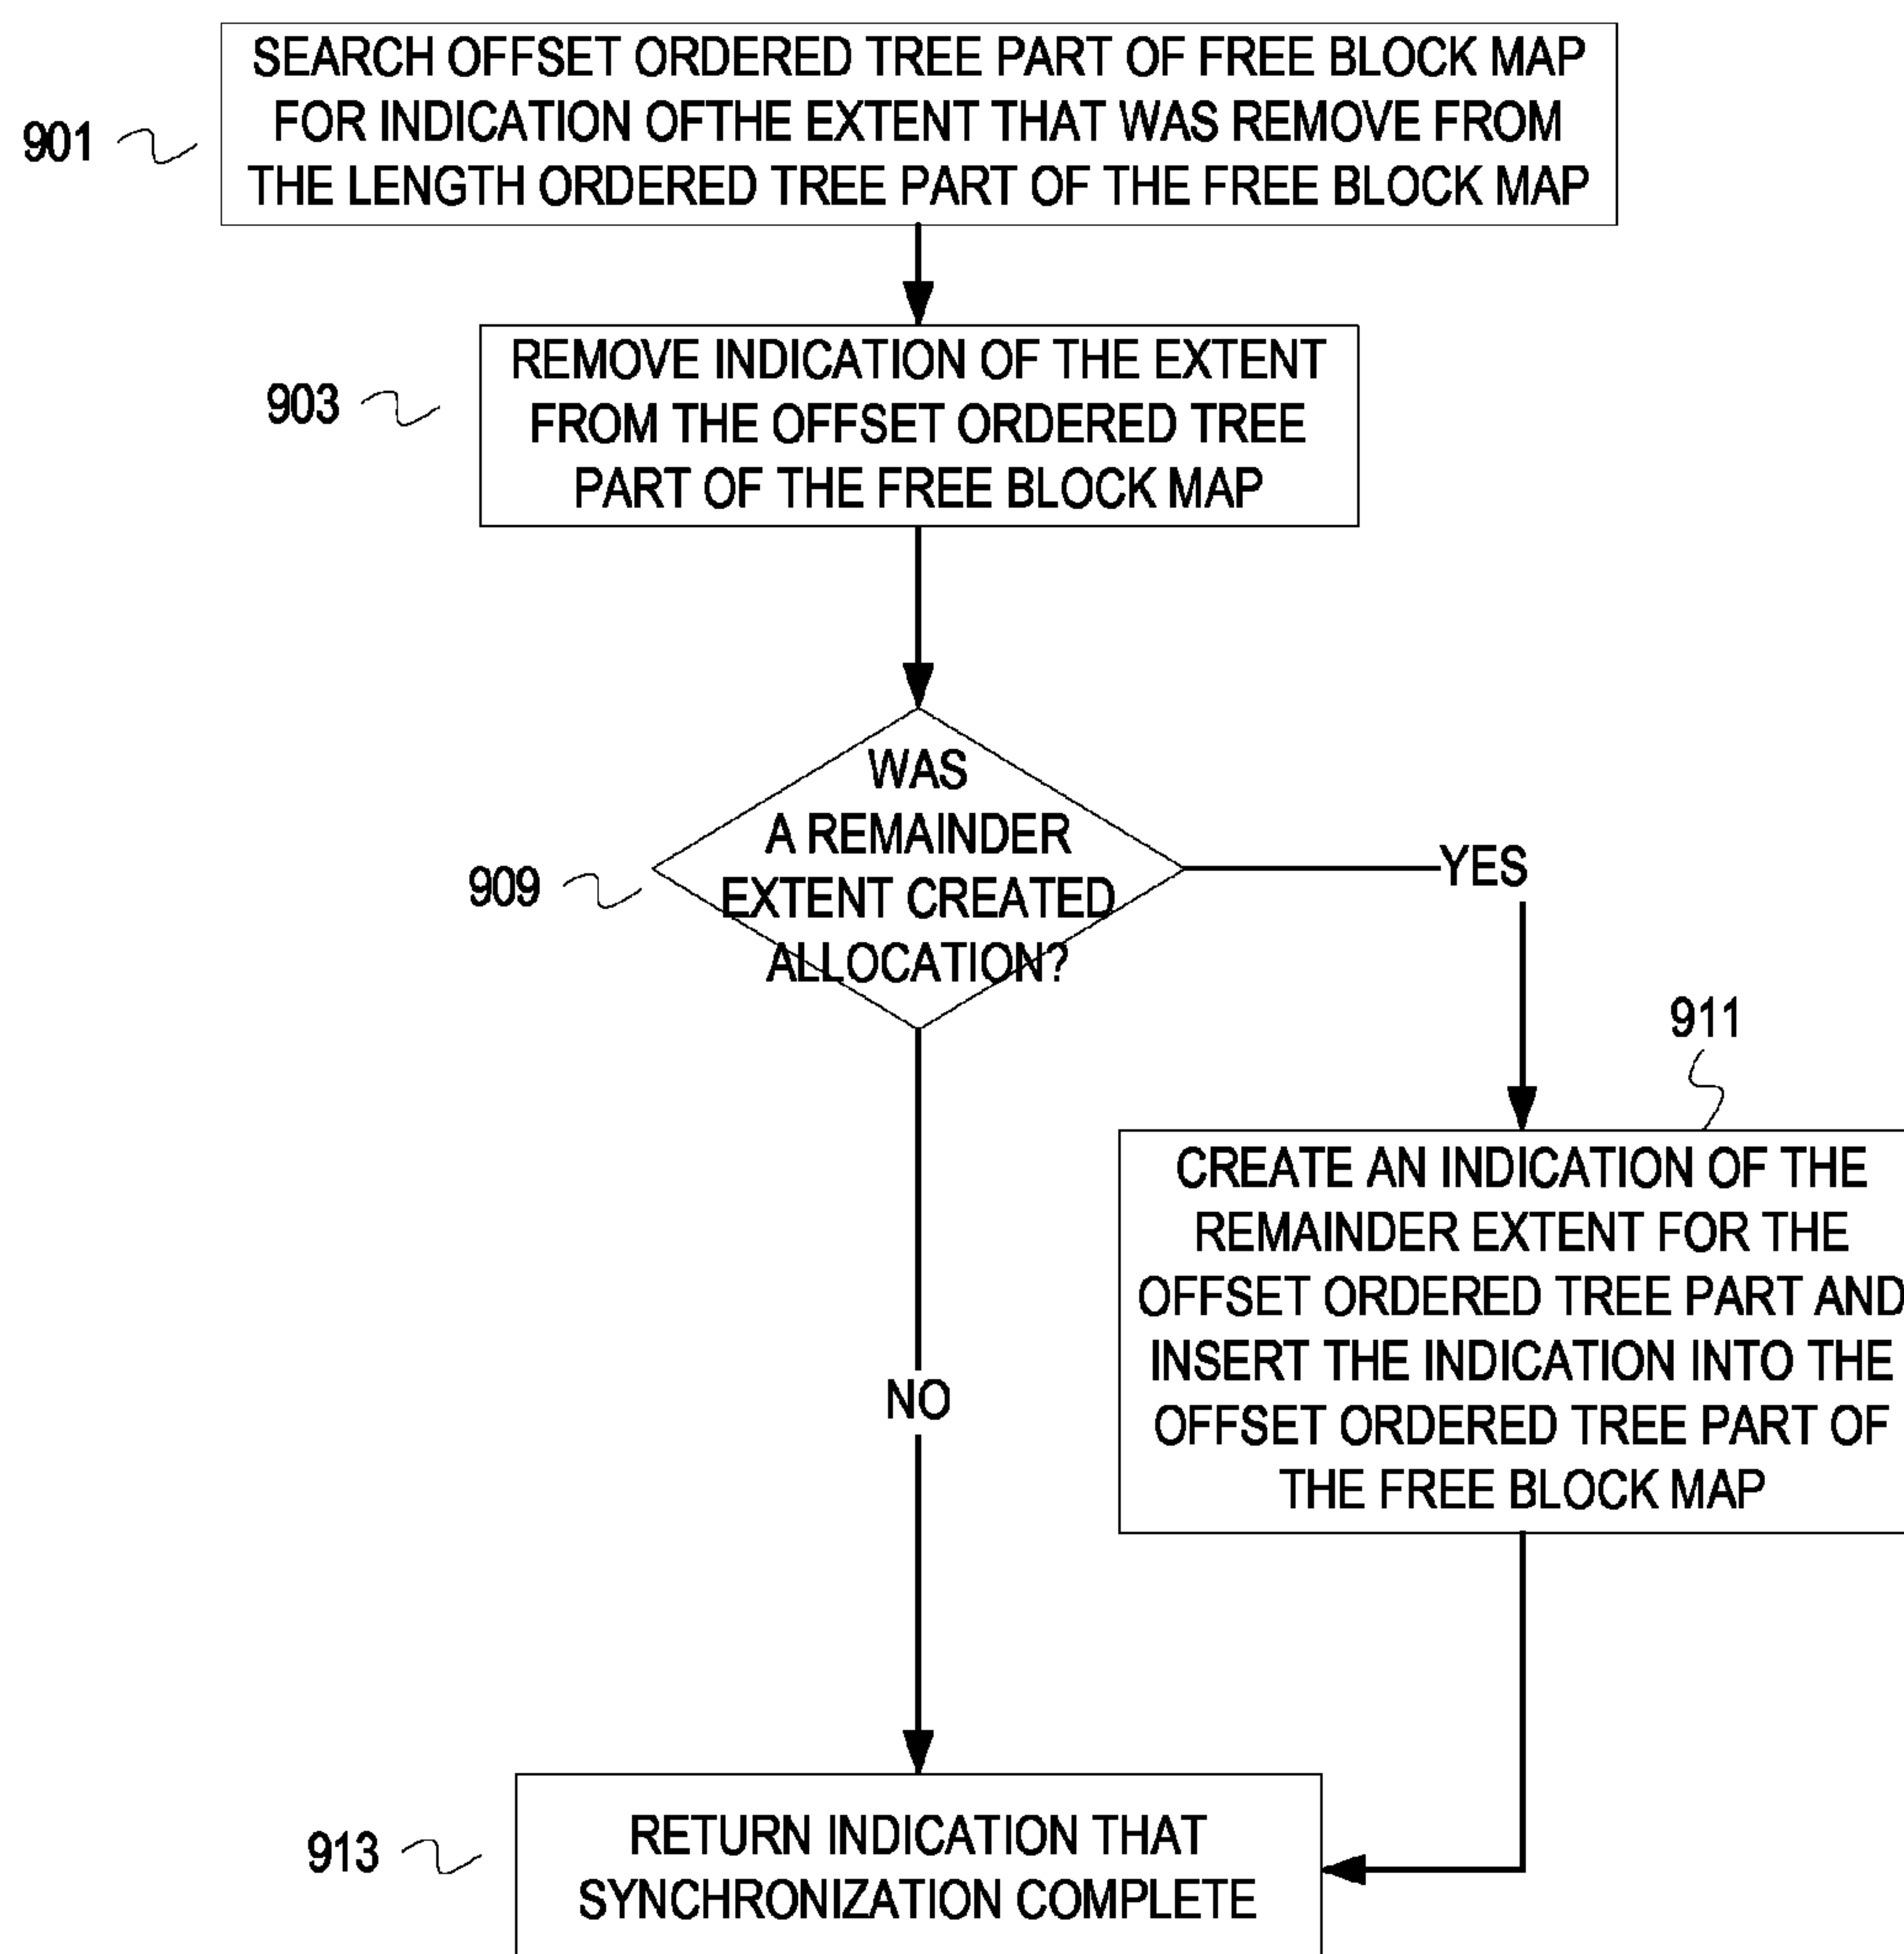 SEARCH OFFSET ORDERED TREE PART OF FREE BLOCK MAP
FOR INDICATION OFTHE EXTENT THAT WAS REMOVE FROM
THE LENGTH ORDERED TREE PART OF THE FREE BLOCK MAP
901
REMOVE INDICATION OF THE EXTENT
FROM THE OFFSET ORDERED TREE
PART OF THE FREE BLOCK MAP
903
WAS
A REMAINDER
EXTENT CREATED
ALLOCATION?
909
YES
911
CREATE AN INDICATION OF THE
REMAINDER EXTENT FOR THE
OFFSET ORDERED TREE PART AND
INSERT THE INDICATION INTO THE
OFFSET ORDERED TREE PART OF
THE FREE BLOCK MAP
NO
913
RETURN INDICATION THAT
SYNCHRONIZATION COMPLETE